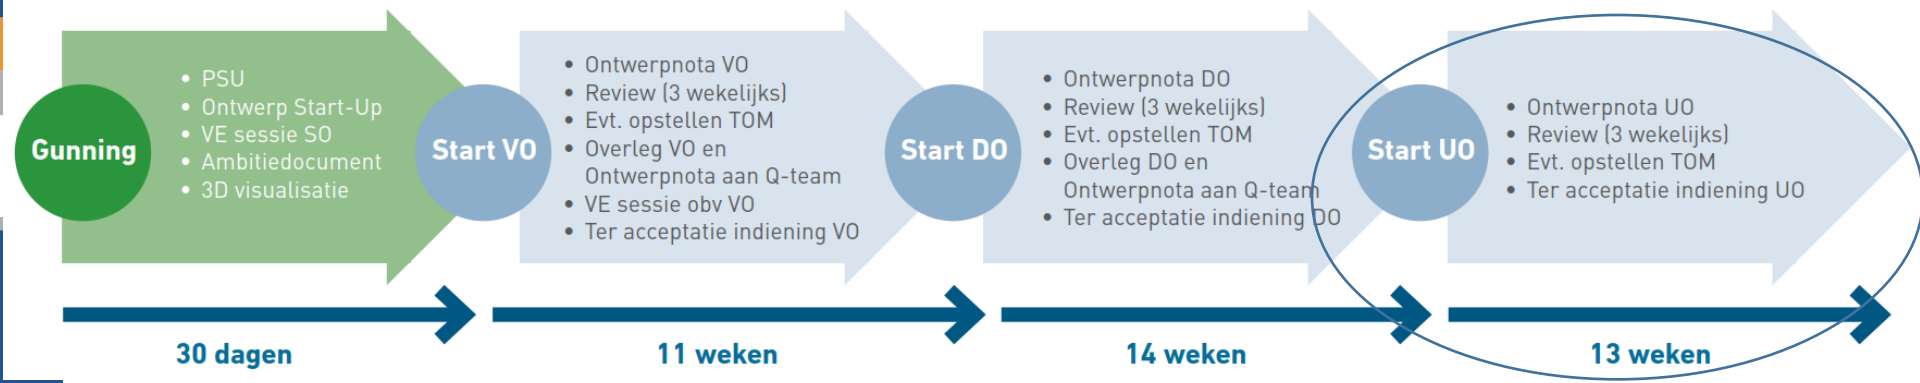 Gunning
• PSU
• Ontwerp Start-Up
• VE sessie SO
• Ambitiedocument
• 3D visualisatie
30 dagen
Start VO
• Ontwerpnota VO
• Review (3 wekelijks)
• Evt. opstellen TOM
• Overleg VO en
Ontwerpnota aan Q-team
• VE sessie obv VO
• Ter acceptatie indiening VO
11 weken
Start DO
• Ontwerpnota DO
• Review (3 wekelijks)
• Evt. opstellen TOM
• Overleg DO en
Ontwerpnota aan Q-team
• Ter acceptatie indiening DO
14 weken
Start UO
• Ontwerpnota UO
• Review (3 wekelijks)
• Evt. opstellen TOM
• Ter acceptatie indiening UO
13 weken